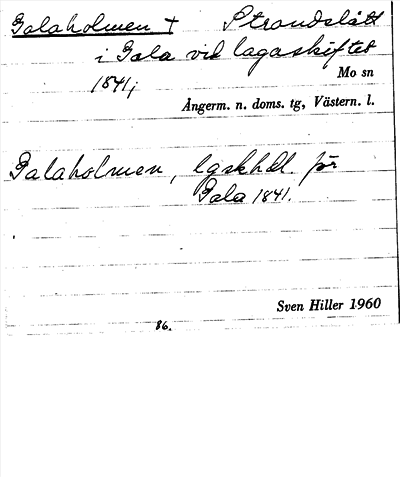 Galaholmen † Strandslått
i Gala vid lagaskiftet
Mo sn
1841;
Ångerm. n. doms. tg, Västern. l.
Galaholmen, lgskhdl. för
Gala 1841.
Sven Hiller 1960
86.